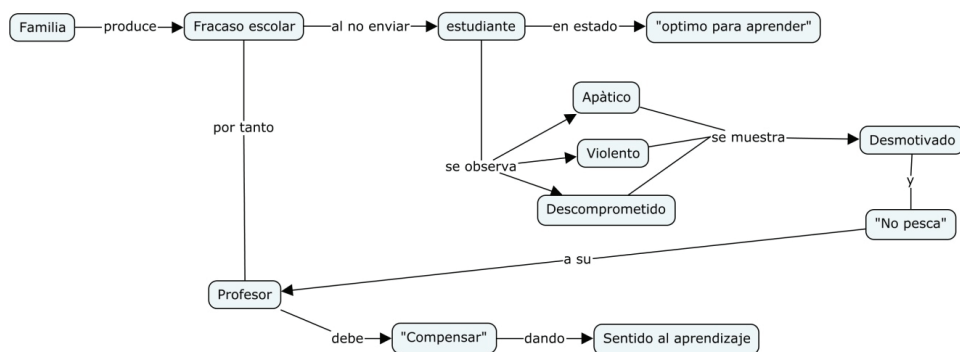 Familia
produce
Fracaso escolar
al no enviar
estudiante
en estado
"optimo para aprender"
por tanto
se observa
Apàtico
Violento
Descomprometido
se muestra
Desmotivado
y
"No pesca"
a su
Profesor
debe
"Compensar"
dando
Sentido al aprendizaje